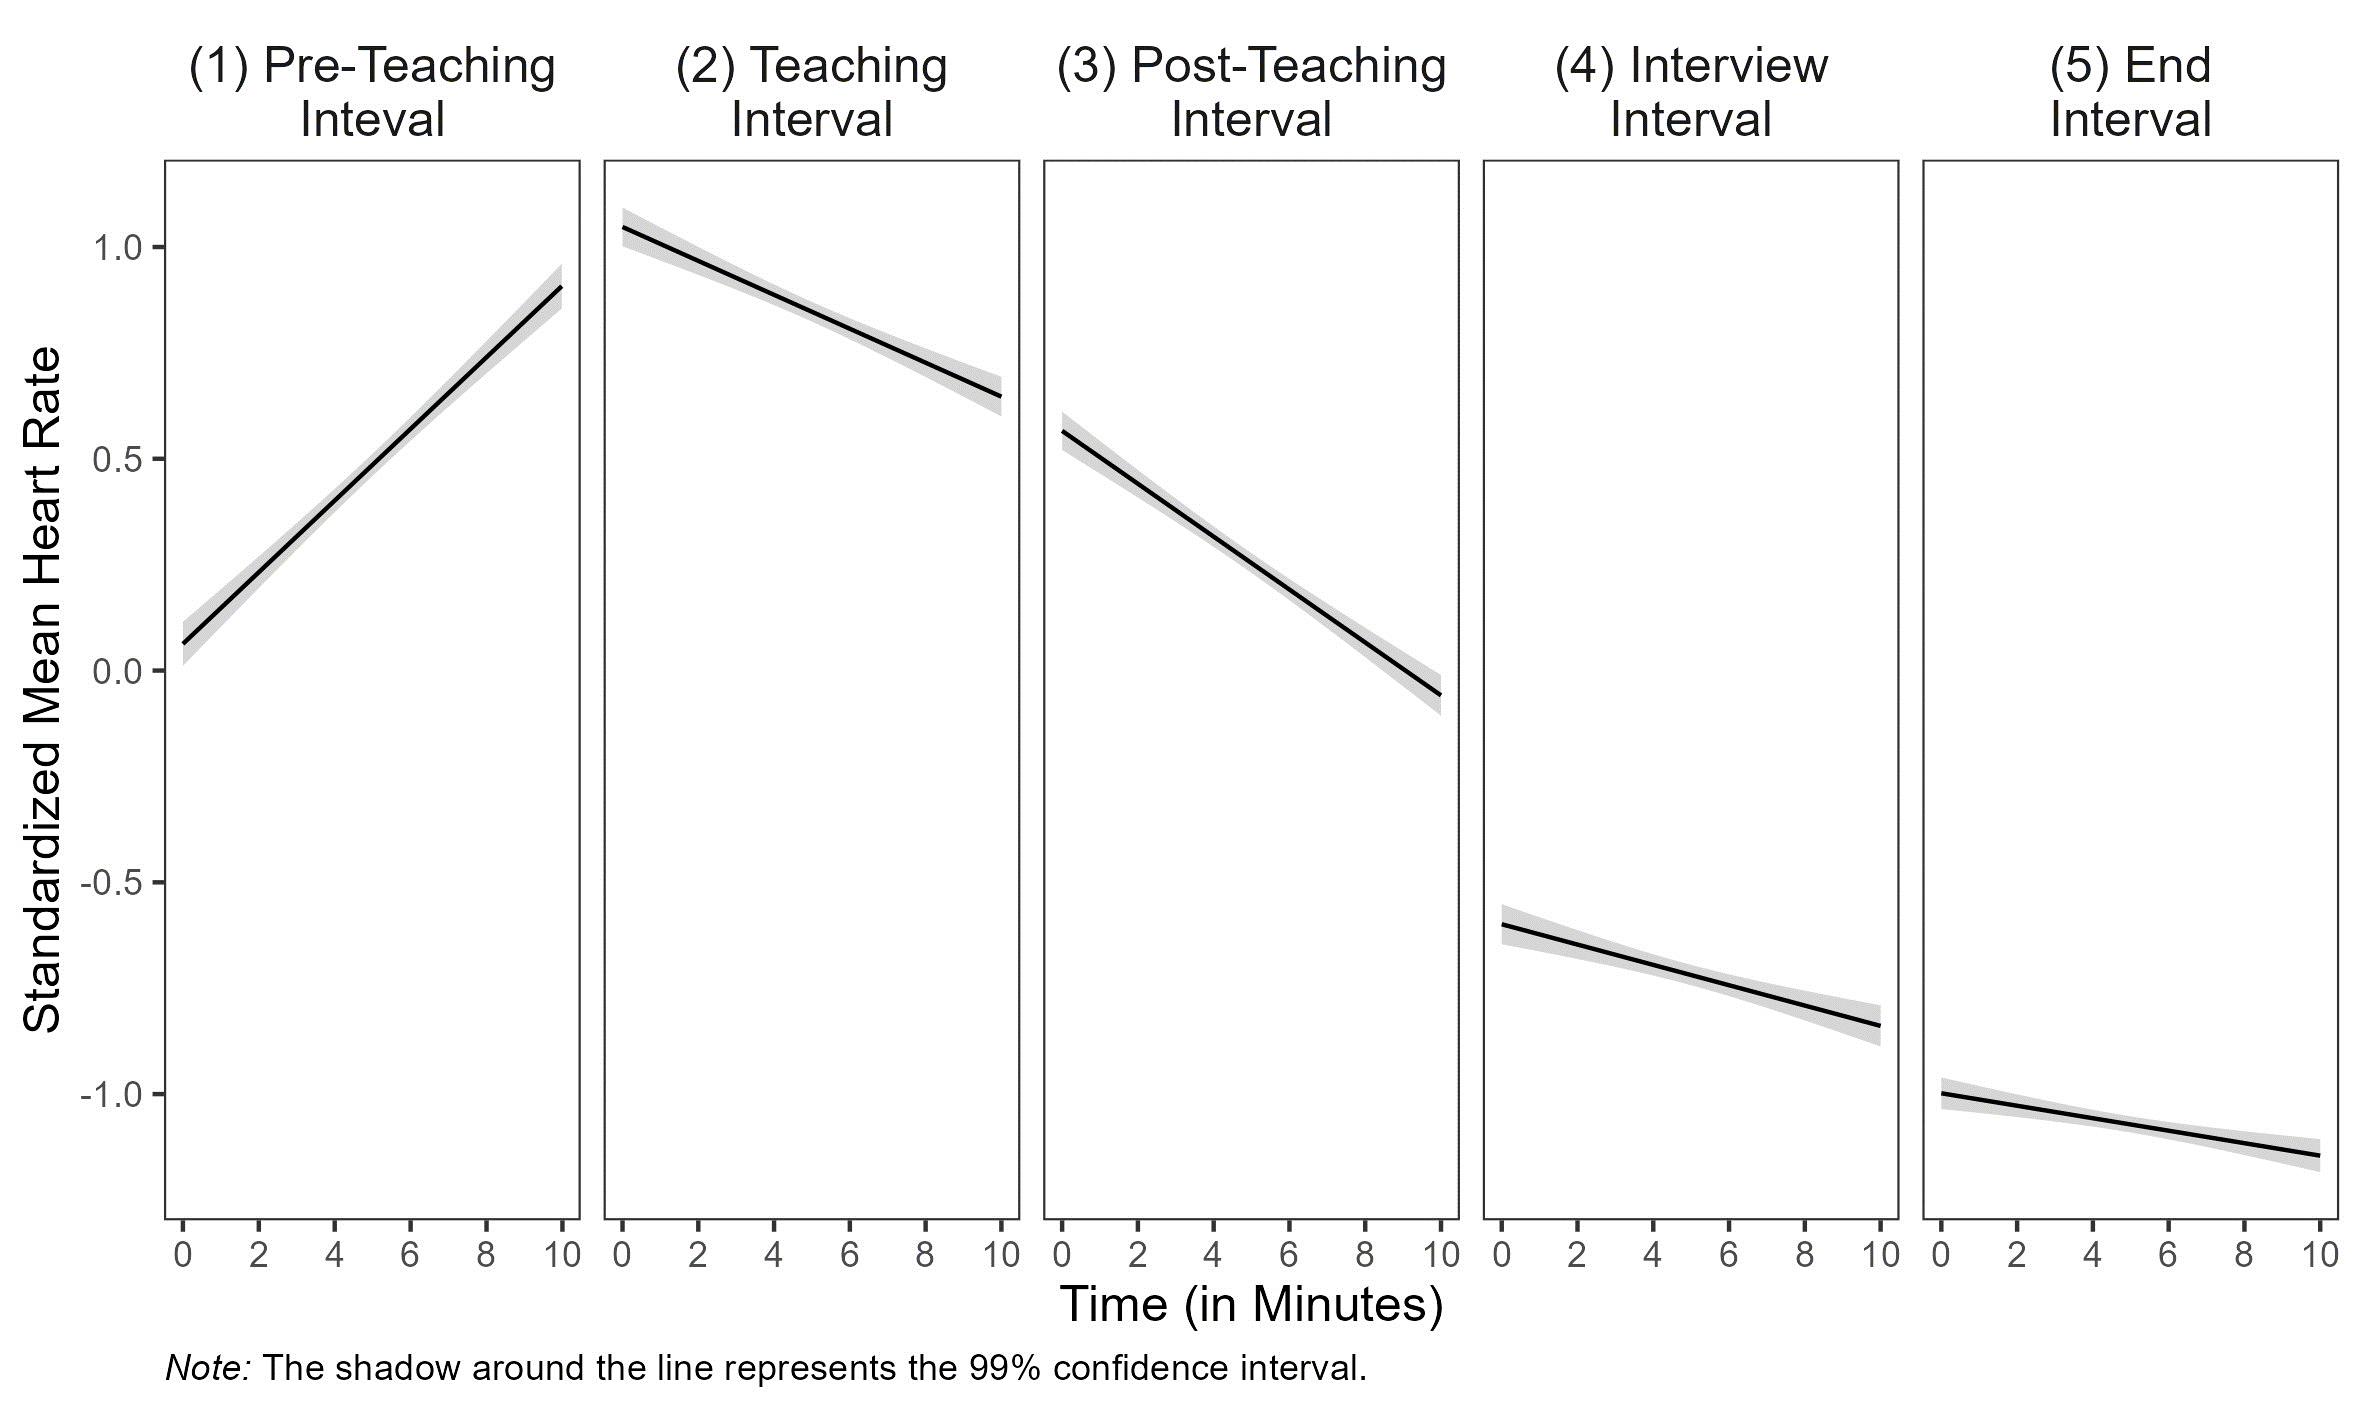 (1) Pre-Teaching
Inteval
(2) Teaching
Interval
(3) Post-Teaching
Interval
(4) Interview
Interval
(5) End
Interval
Standardized Mean Heart Rate
1.0
0.5
0.0
-0.5
-1.0
0 2 4 6 8 10
0 2 4 6 8 10
0 2 4 6 8 10
0 2 4 6 8 10
0 2 4 6 8 10
Time (in Minutes)
Note: The shadow around the line represents the 99% confidence interval.